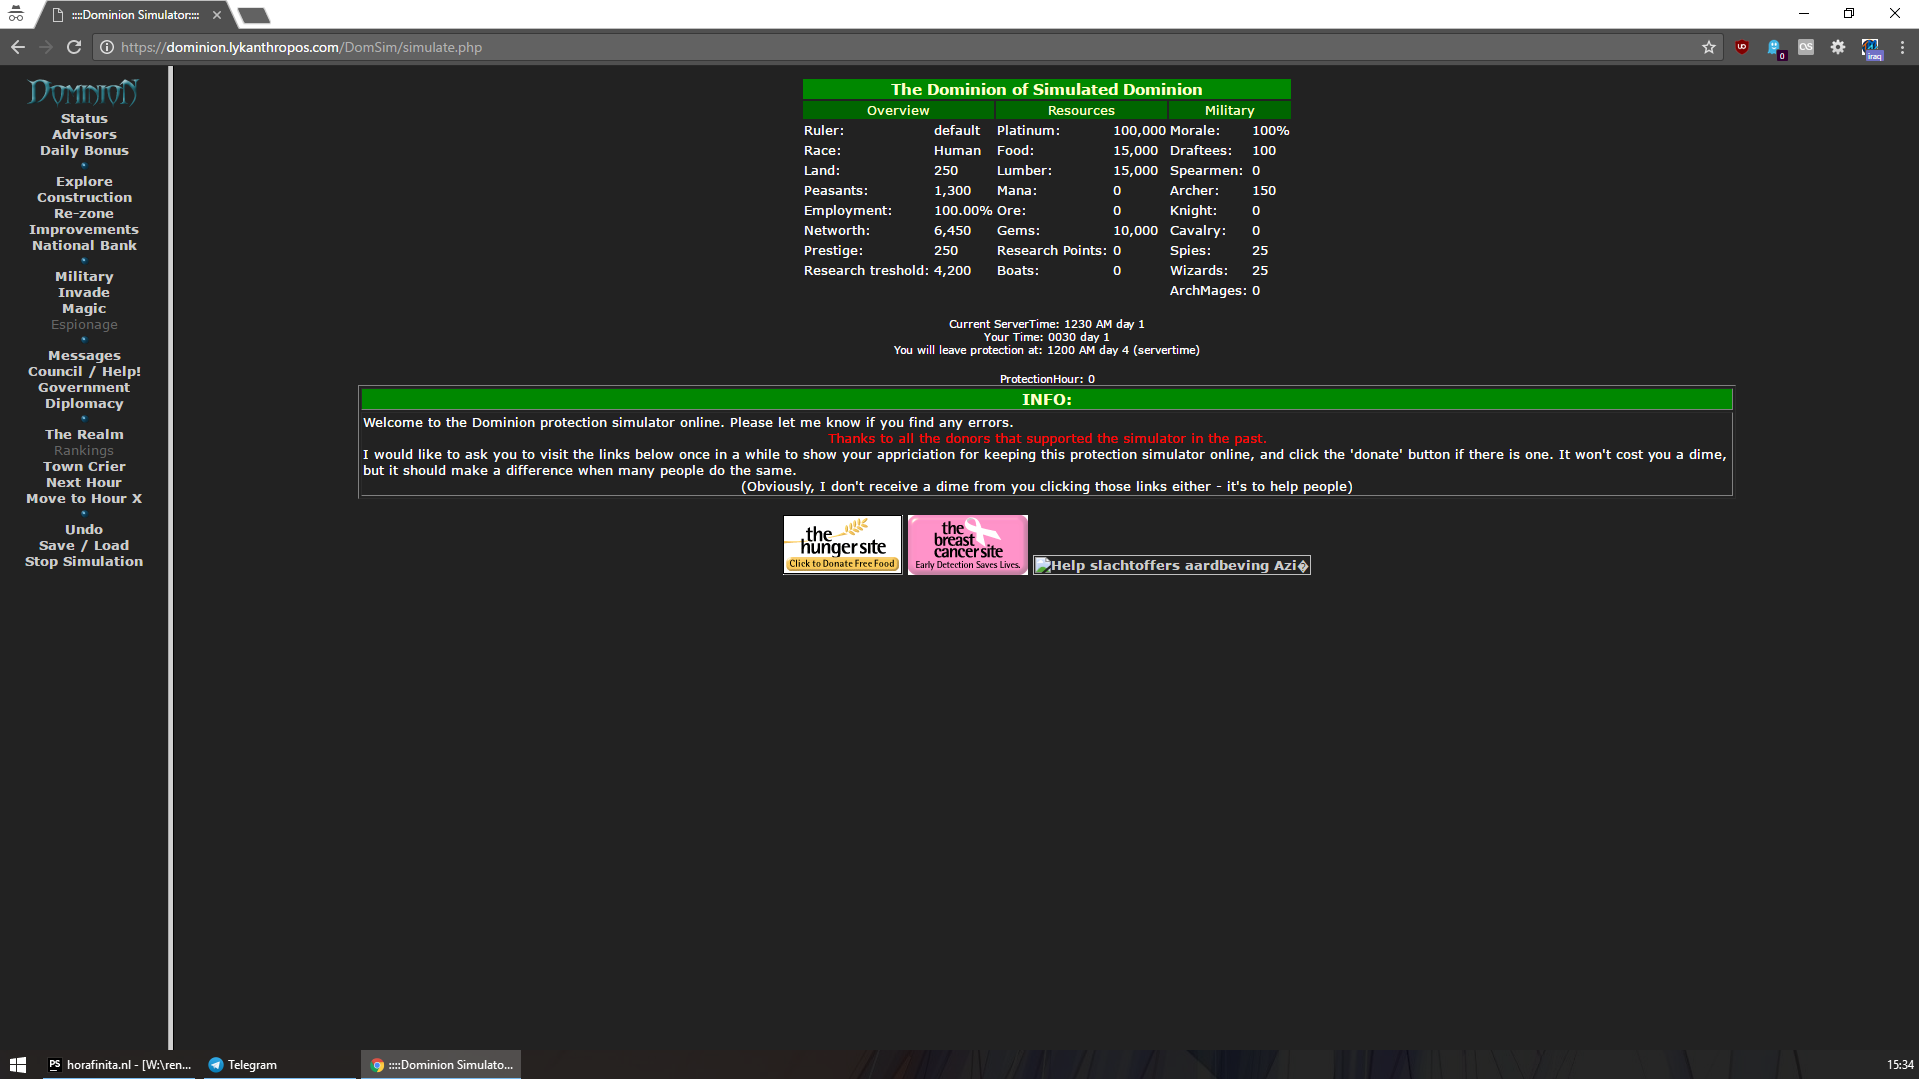 ::::Dominion Simulator::::
https://dominion.lykanthropos.com/DomSim/simulate.php
UD
0
OS
iraq
DOMINION
Status
Advisors
Daily Bonus
Explore
Construction
Re-zone
Improvements
National Bank
Military
Invade
Magic
Espionage
Messages
Council / Help!
Government
Diplomacy
The Realm
Rankings
Town Crier
Next Hour
Move to Hour X
Undo
Save / Load
Stop Simulation
The Dominion of Simulated Dominion
Overview Resources Military
Ruler: default Platinum: 100,000 Morale: 100%
Race: Human Food: 15,000 Draftees: 100
Land: 250 Lumber: 15,000 Spearmen: 0
Peasants: 1,300 Mana: 0 Archer: 150
Employment: 100.00% Ore: 0 Knight: 0
Networth: 6,450 Gems: 10,000 Cavalry: 0
Prestige: 250 Research Points: 0 Spies: 25
Research treshold: 4,200 Boats: 0 Wizards: 25
ArchMages: 0
Current ServerTime: 1230 AM day 1
Your Time: 0030 day 1
You will leave protection at: 1200 AM day 4 (servertime)
ProtectionHour: 0
INFO:
Welcome to the Dominion protection simulator online. Please let me know if you find any errors.
Thanks to all the donors that supported the simulator in the past.
I would like to ask you to visit the links below once in a while to show your appriciation for keeping this protection simulator online, and click the 'donate' button if there is one. It won't cost you a dime,
but it should make a difference when many people do the same.
(Obviously, I don't receive a dime from you clicking those links either - it's to help people)
the
hungersite
Click to Donate Free Food
the
breast
cancersite
Early Detection Saves Lives.
Help slachtoffers aardbeving Azi�
PS horafinita.nl - [W:\ren...
Telegram
::::Dominion Simulato...
15:34